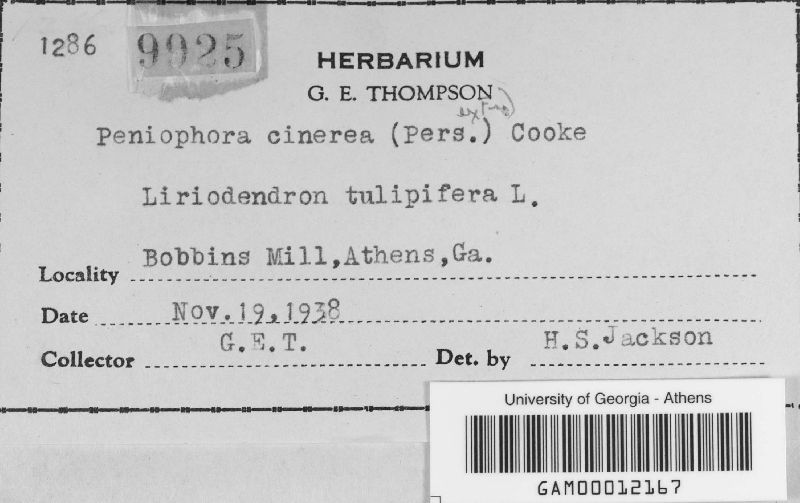 1286 9925
HERBARIUM
G. E. THOMPSON
Peniophora cinerea (Pers.) Cooke
Liriodendron tulipifera L.
Locality Bobbins Mill,Athens,Ga.
Date Nov.19,1938
Collector G.E.T. Det. by H.S.Jackson
University of Georgia - Athens
GAM00012167